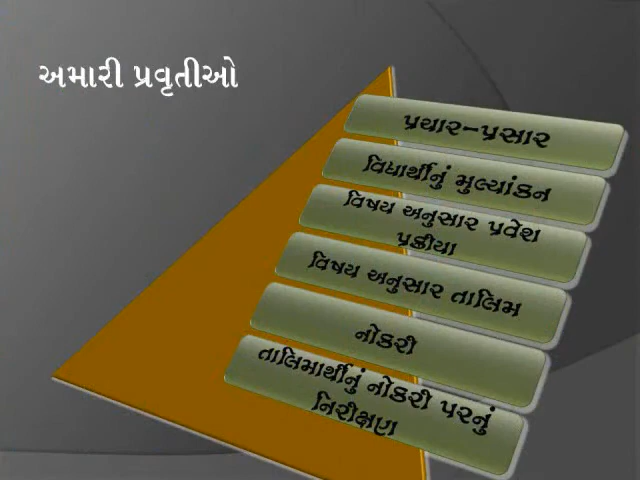 અમારી પ્રવૃતીઓ
પ્રચાર-પ્રસાર
વિદ્યાર્થીનું મુલ્યાંકન
વિષય અનુસાર પ્રવેશ
પ્રક્રીયા
વિષય અનુસાર તાલિમ
નોકરી
તાલિમાર્થીનું નોકરી પરનું
નિરીક્ષણ